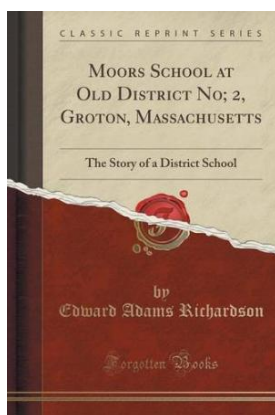 CLASSIC REPRINT SERIES
MOORS SCHOOL AT
OLD DISTRICT NO; 2,
GROTON, MASSACHUSETTS
The Story of a District School
by
Edward Adams Richardson
Forgotten Books